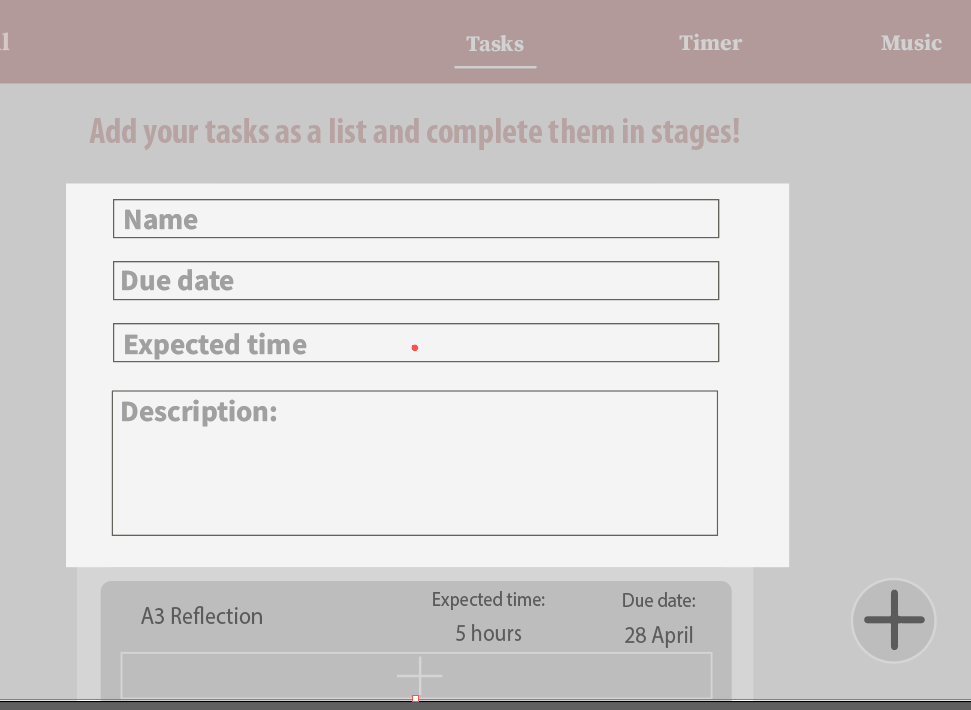 Tasks
Timer
Music
Add your tasks as a list and complete them in stages!
Name
Due date
Expected time
Description:
A3 Reflection
Expected time:
5 hours
Due date:
28 April